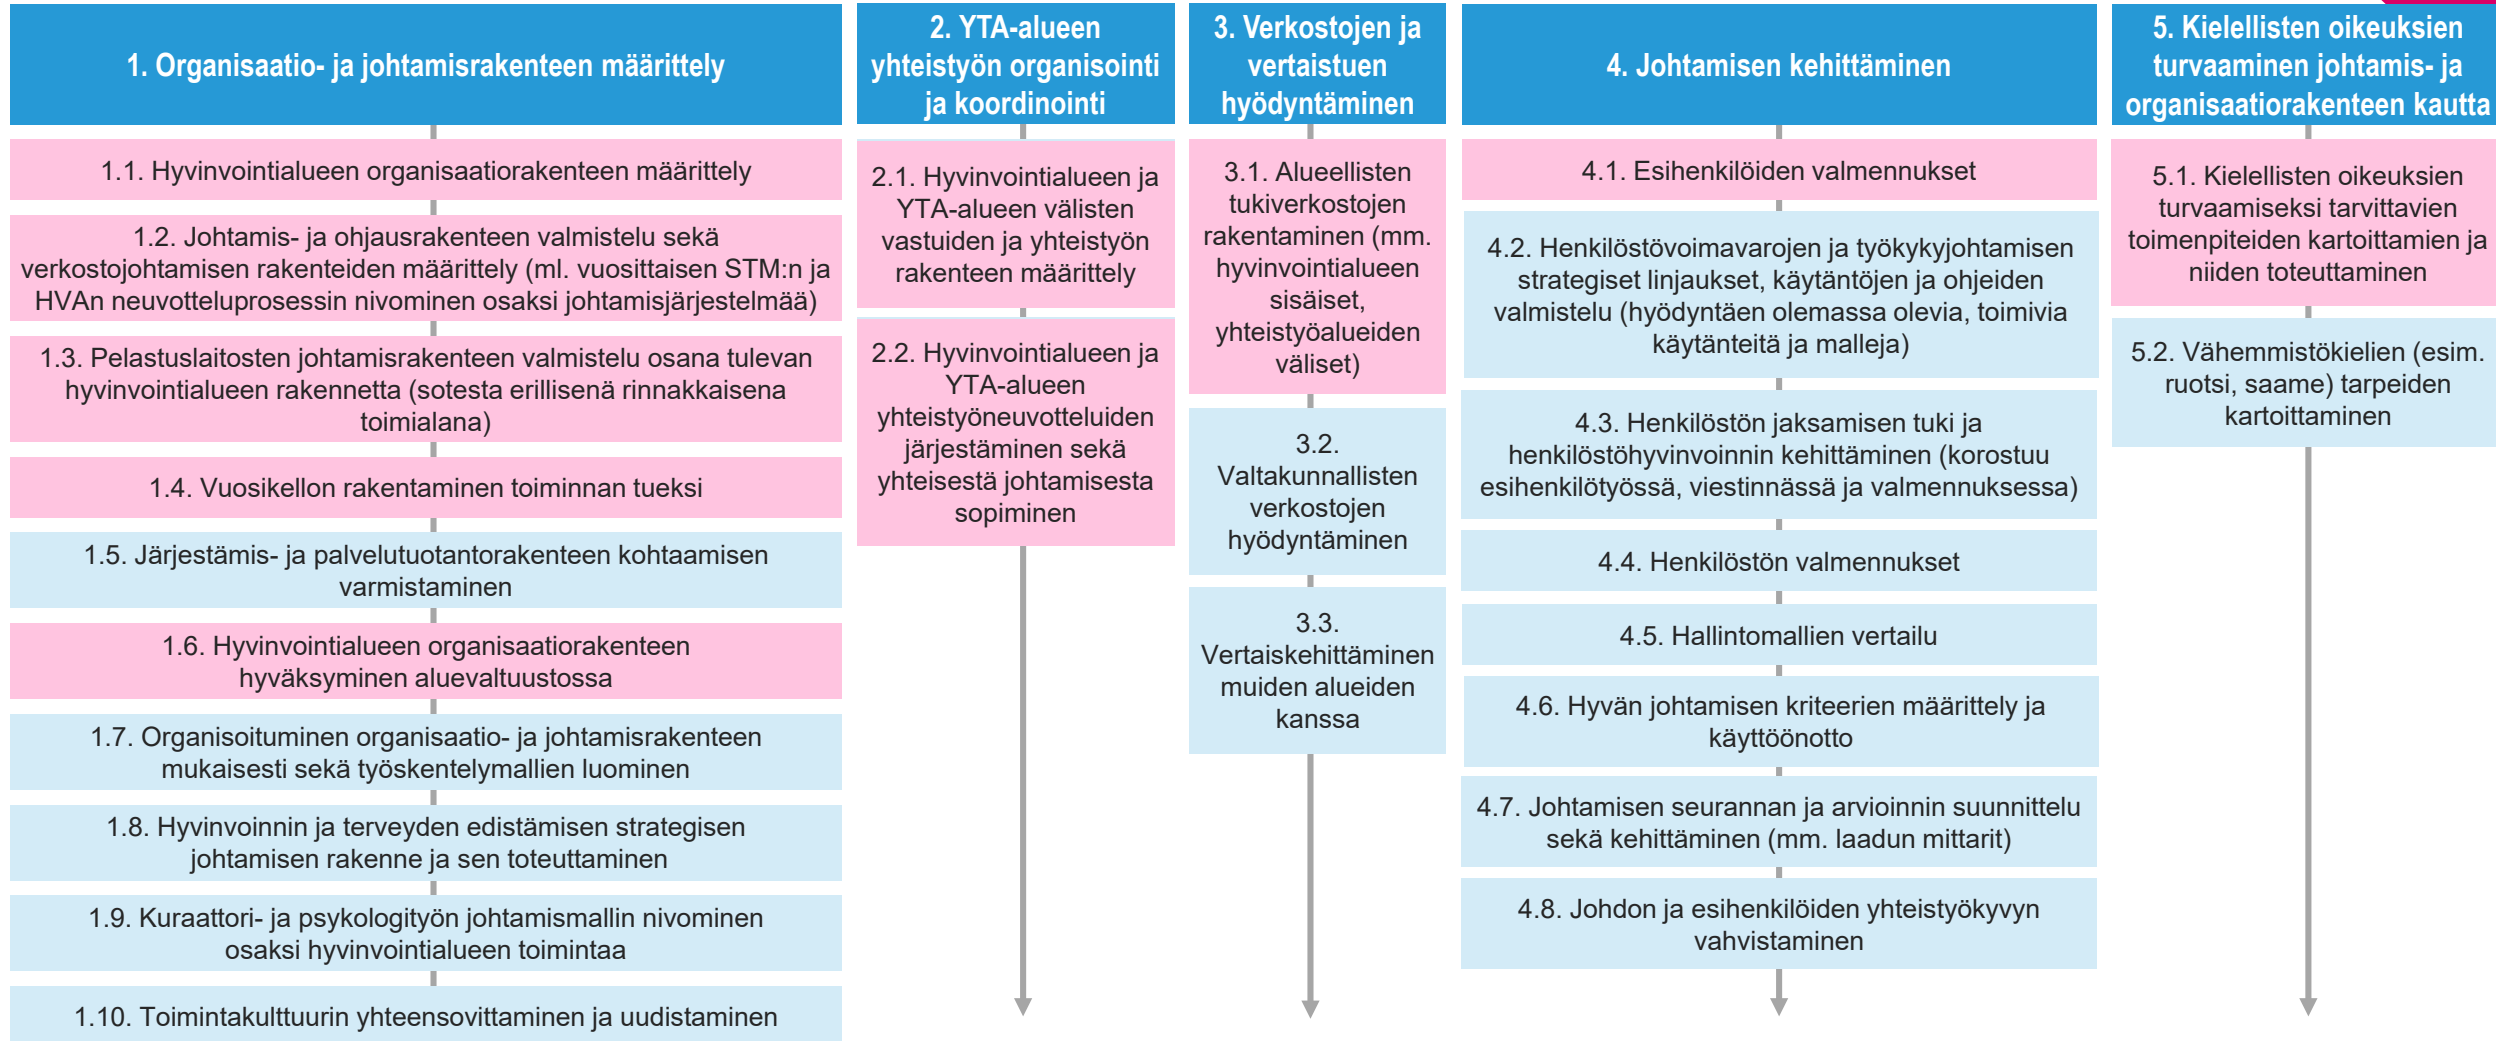 1. Organisaatio- ja johtamisrakenteen määrittely
1.1. Hyvinvointialueen organisaatiorakenteen määrittely
1.2. Johtamis- ja ohjausrakenteen valmistelu sekä
verkostojohtamisen rakenteiden määrittely (ml. vuosittaisen STM:n ja
HVAn neuvotteluprosessin nivominen osaksi johtamisjärjestelmää)
1.3. Pelastuslaitosten johtamisrakenteen valmistelu osana tulevan
hyvinvointialueen rakennetta (sotesta erillisenä rinnakkaisena
toimialana)
1.4. Vuosikellon rakentaminen toiminnan tueksi
1.5. Järjestämis- ja palvelutuotantorakenteen kohtaamisen
varmistaminen
1.6. Hyvinvointialueen organisaatiorakenteen
hyväksyminen aluevaltuustossa
1.7. Organisoituminen organisaatio- ja johtamisrakenteen
mukaisesti sekä työskentelymallien luominen
1.8. Hyvinvoinnin ja terveyden edistämisen strategisen
johtamisen rakenne ja sen toteuttaminen
1.9. Kuraattori- ja psykologityön johtamismallin nivominen
osaksi hyvinvointialueen toimintaa
1.10. Toimintakulttuurin yhteensovittaminen ja uudistaminen
2. YTA-alueen
yhteistyön organisointi
ja koordinointi
2.1. Hyvinvointialueen ja
YTA-alueen välisten
vastuiden ja yhteistyön
rakenteen määrittely
2.2. Hyvinvointialueen ja
YTA-alueen
yhteistyöneuvotteluiden
järjestäminen sekä
yhteisestä johtamisesta
sopiminen
3. Verkostojen ja
vertaistuen
hyödyntäminen
3.1. Alueellisten
tukiverkostojen
rakentaminen (mm.
hyvinvointialueen
sisäiset,
yhteistyöalueiden
väliset)
3.2.
Valtakunnallisten
verkostojen
hyödyntäminen
3.3.
Vertaiskehittäminen
muiden alueiden
kanssa
4. Johtamisen kehittäminen
4.1. Esihenkilöiden valmennukset
4.2. Henkilöstövoimavarojen ja työkykyjohtamisen
strategiset linjaukset, käytäntöjen ja ohjeiden
valmistelu (hyödyntäen olemassa olevia, toimivia
käytänteitä ja malleja)
4.3. Henkilöstön jaksamisen tuki ja
henkilöstöhyvinvoinnin kehittäminen (korostuu
esihenkilötyössä, viestinnässä ja valmennuksessa)
4.4. Henkilöstön valmennukset
4.5. Hallintomallien vertailu
4.6. Hyvän johtamisen kriteerien määrittely ja
käyttöönotto
4.7. Johtamisen seurannan ja arvioinnin suunnittelu
sekä kehittäminen (mm. laadun mittarit)
4.8. Johdon ja esihenkilöiden yhteistyökyvyn
vahvistaminen
5. Kielellisten oikeuksien
turvaaminen johtamis- ja
organisaatiorakenteen kautta
5.1. Kielellisten oikeuksien
turvaamiseksi tarvittavien
toimenpiteiden kartoittamien ja
niiden toteuttaminen
5.2. Vähemmistökielien (esim.
ruotsi, saame) tarpeiden
kartoittaminen